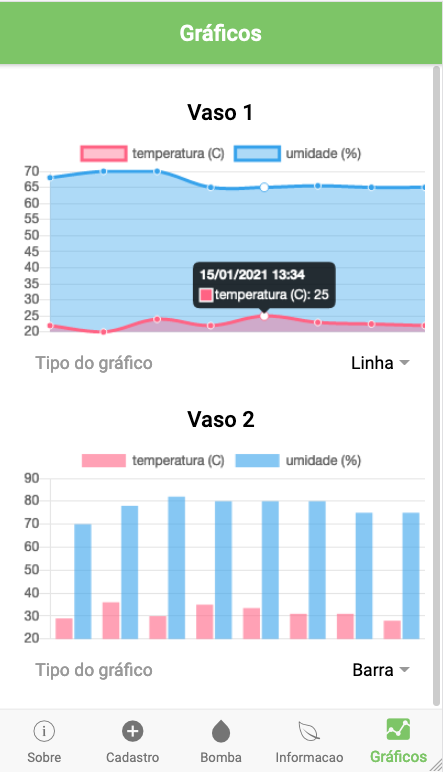 Gráficos
Vaso 1
temperatura (C) umidade (%)
70
65
60
55
50
45
40
35
30
25
20
15/01/2021 13:34
temperatura (C): 25
Tipo do gráfico Linha
Vaso 2
temperatura (C) umidade (%)
90
80
70
60
50
40
30
20
Tipo do gráfico Barra
Sobre Cadastro Bomba Informacao Gráficos